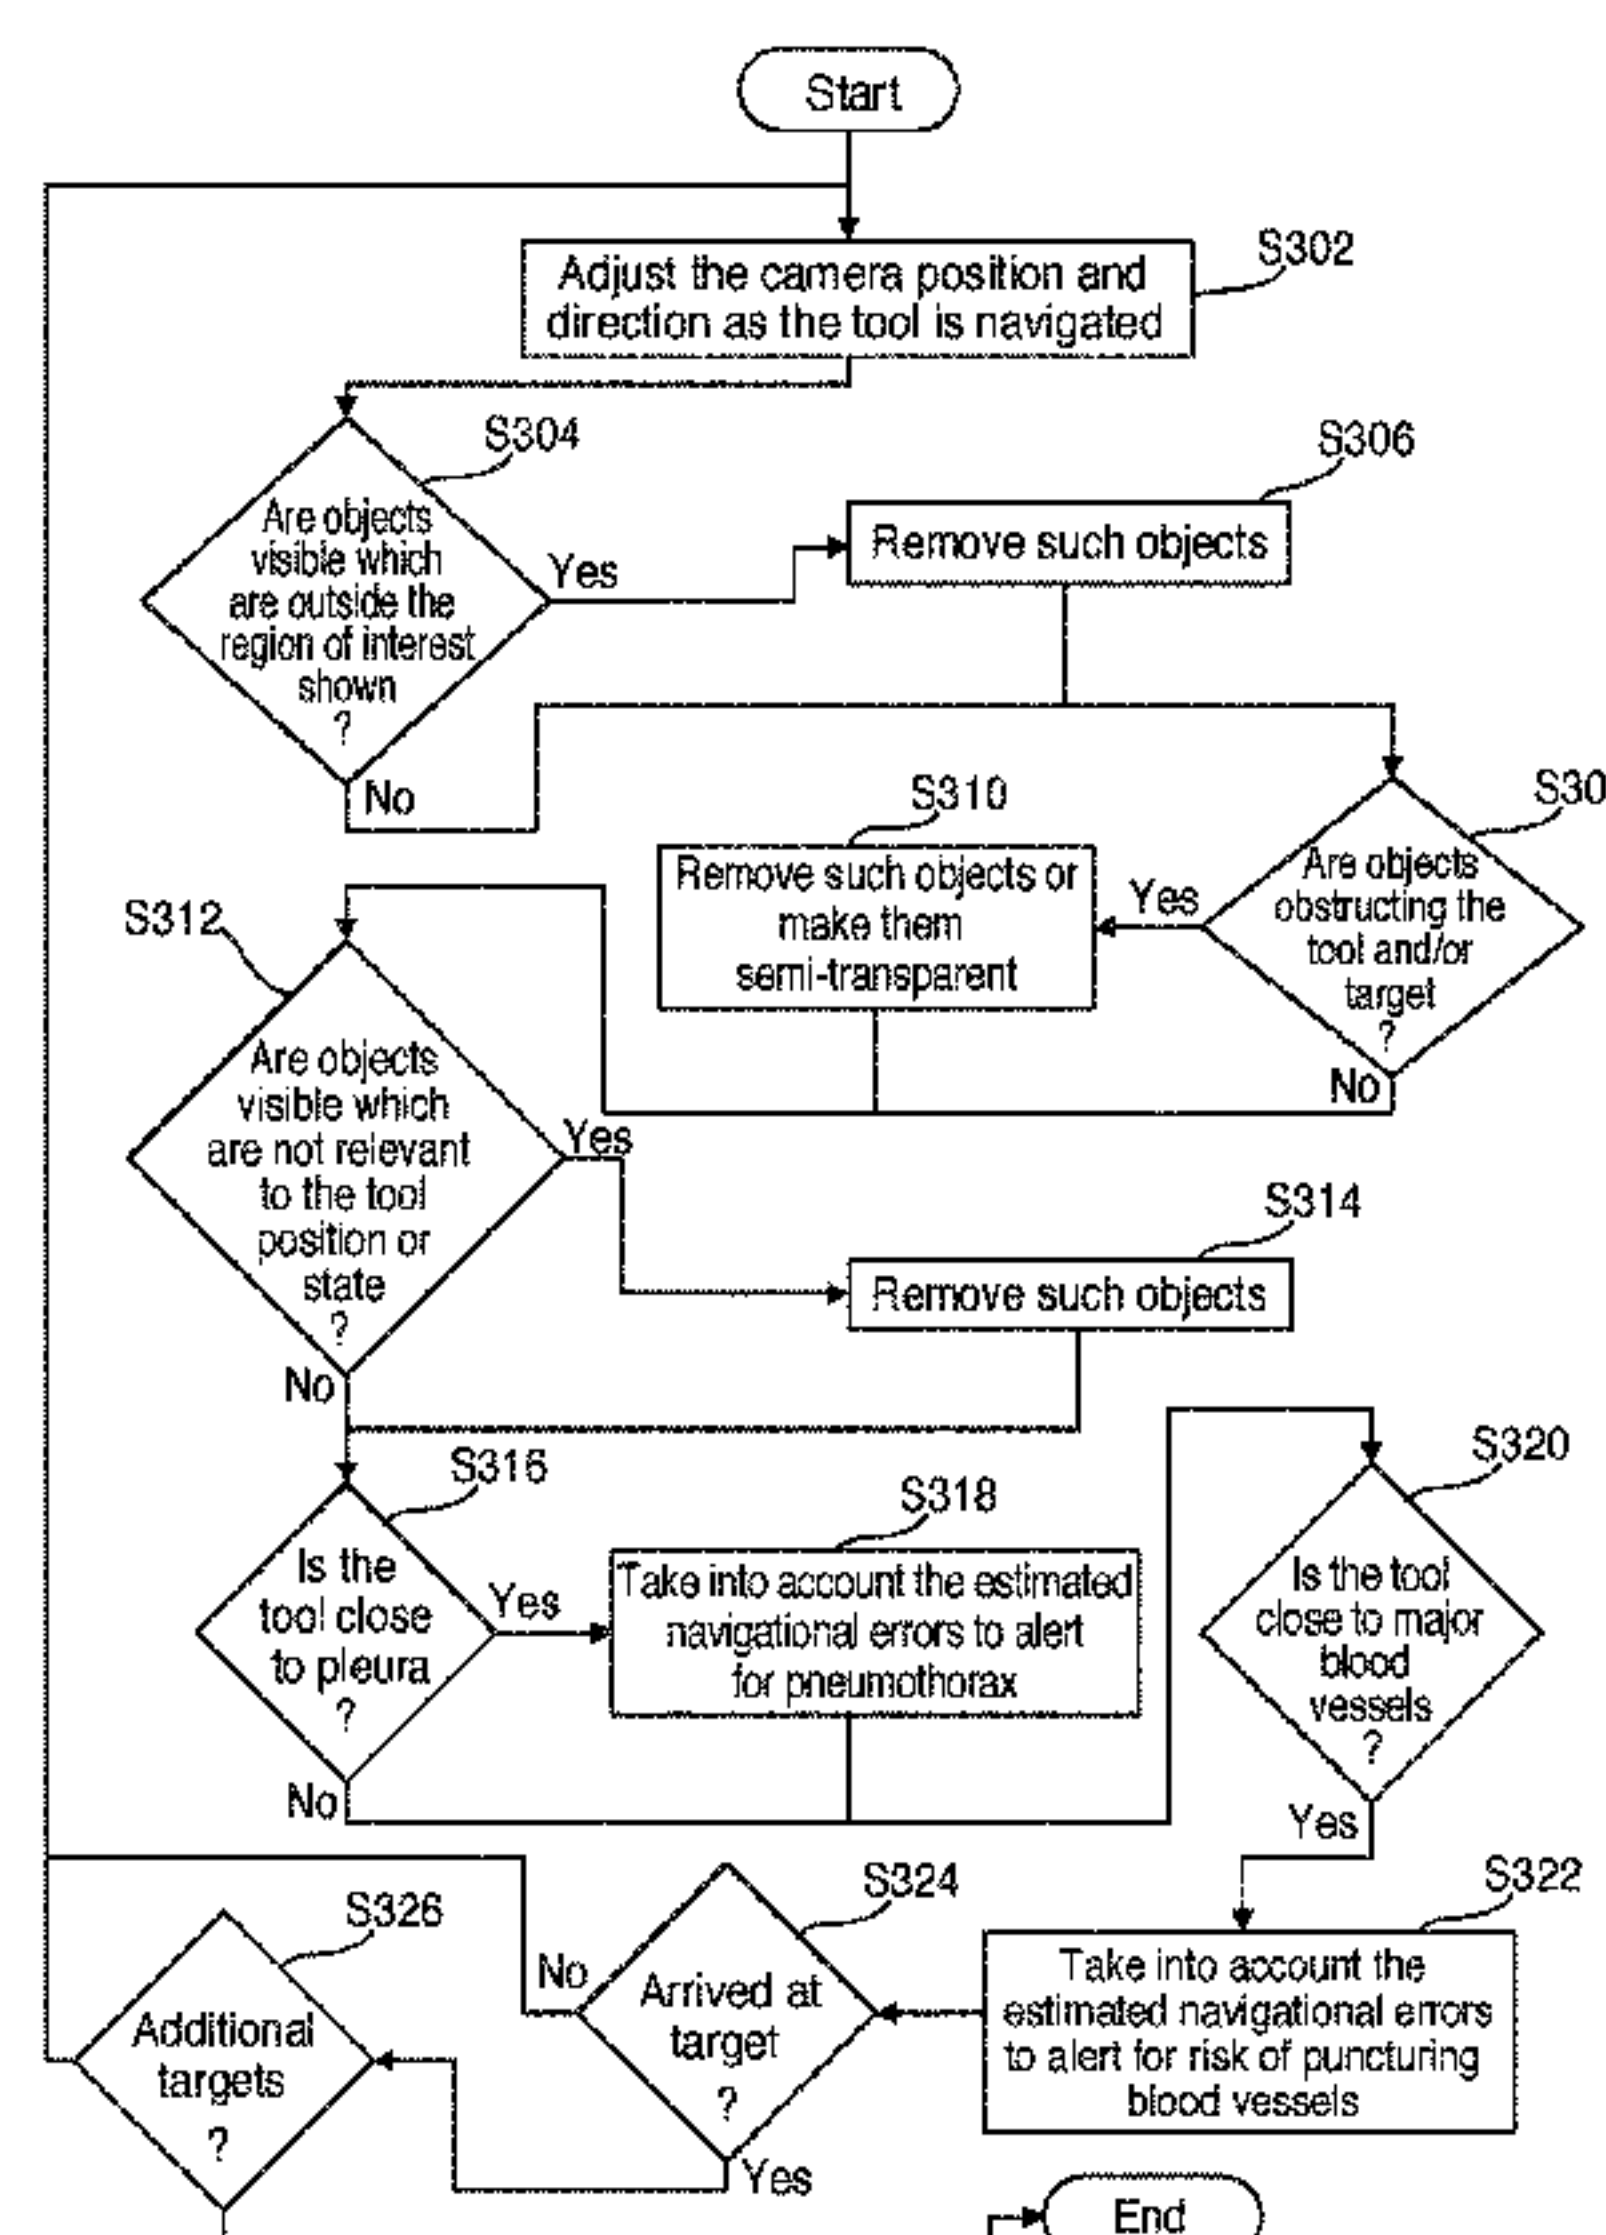 Start
S302
Adjust the camera position and
direction as the tool is navigated
S304
Are objects
visible which
are outside the
region of interest
shown
?
Yes
No
S306
Remove such objects
S30
Are objects
obstructing the
tool and/or
target
?
Yes
No
S310
Remove such objects or
make them
semi-transparent
S312
Are objects
visible which
are not relevant
to the tool
position or
state
?
Yes
No
S314
Remove such objects
S316
Is the
tool close
to pleura
?
Yes
No
S318
Take into account the estimated
navigational errors to alert
for pneumothorax
S320
Is the tool
close to major
blood
vessels
?
Yes
S322
Take into account the
estimated navigational errors
to alert for risk of puncturing
blood vessels
S324
Arrived at
target
?
No
Yes
S326
Additional
targets
?
End